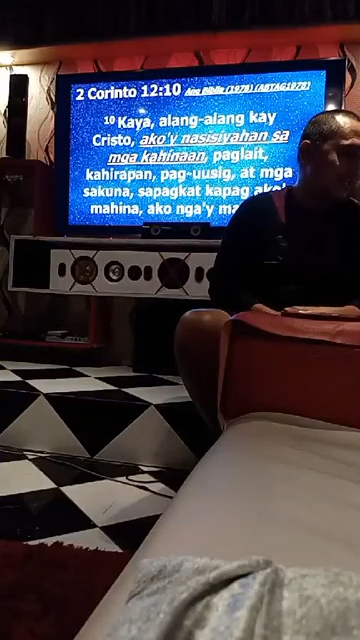 2 Corinto 12:10 Ang Biblia (1978) (ABTAG1978)
10 Kaya, alang-alang kay
Cristo, ako'y nasisiyahan sa
mga kahinaan, paglait,
kahirapan, pag-uusig, at mga
sakuna, sapagkat kapag ako'y
mahina, ako nga'y